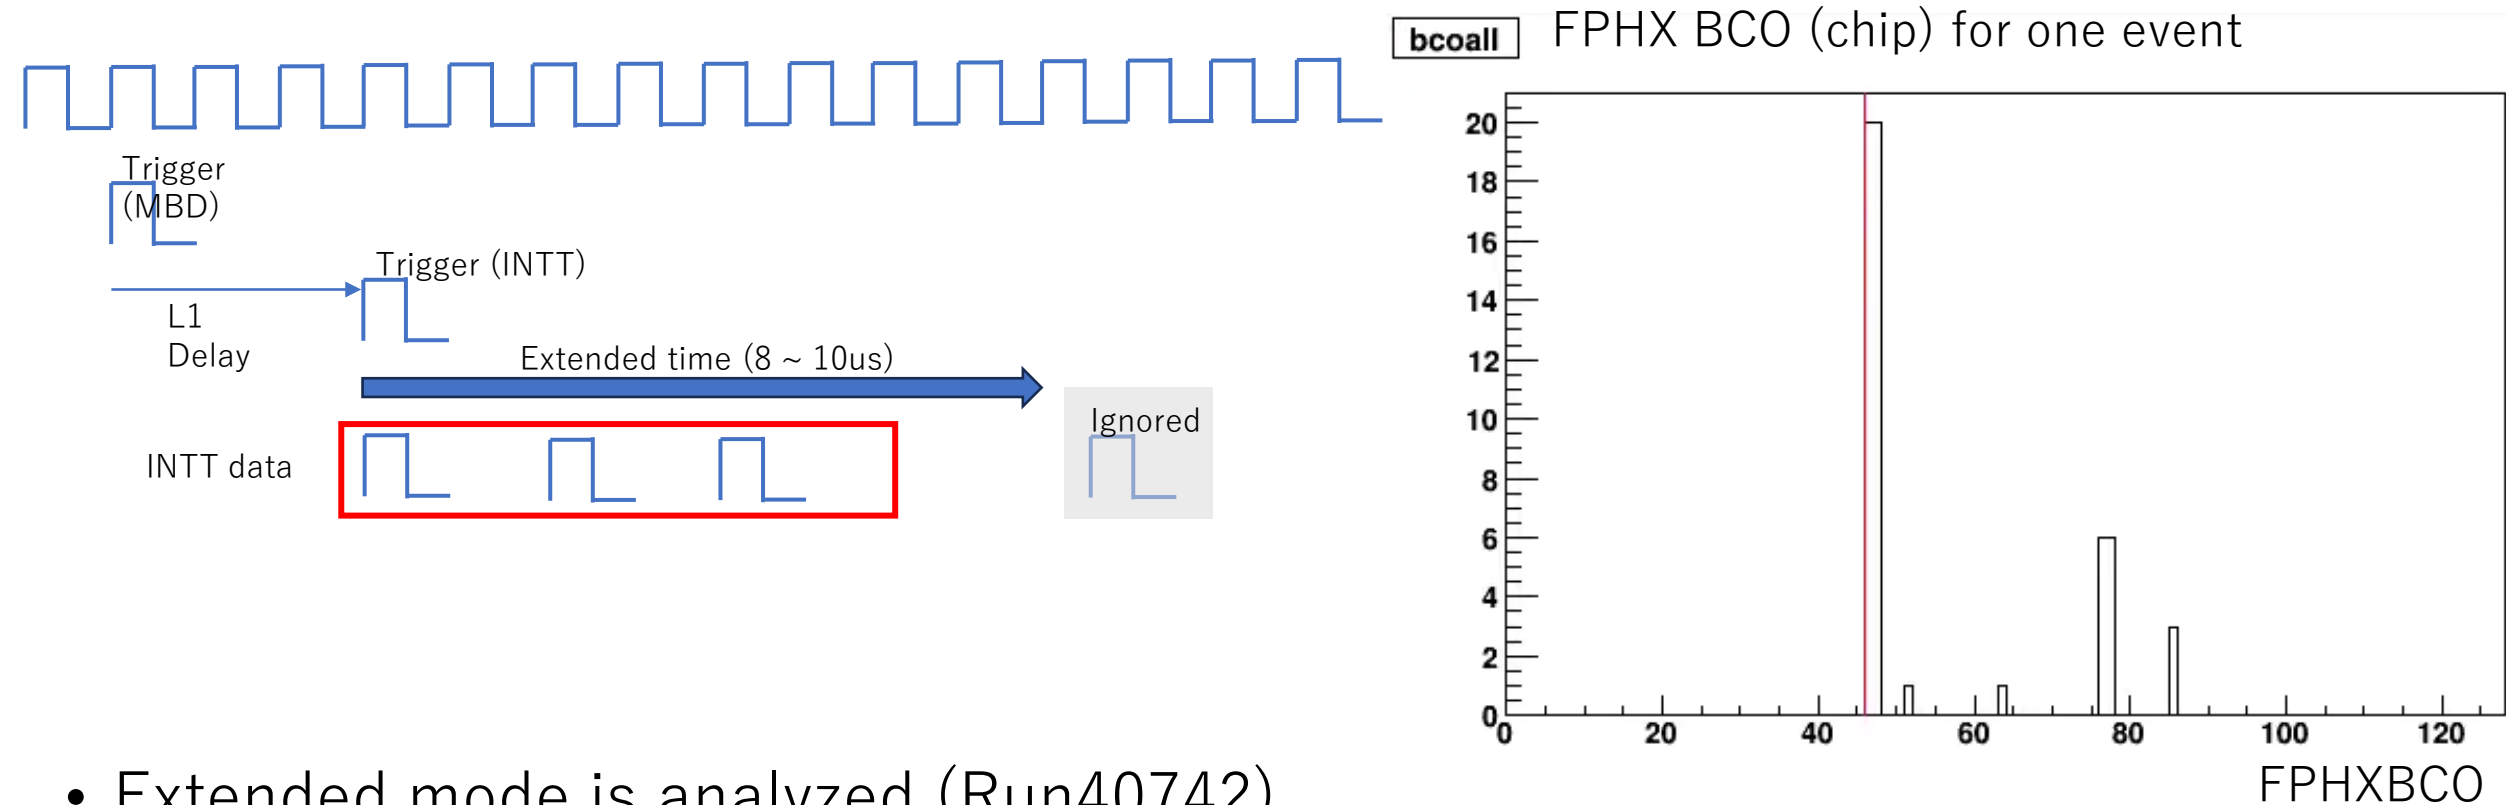 Trigger
(MBD)
Trigger (INTT)
L1
Delay
Extended time (8 ~ 10us)
Ignored
INTT data
• Extended mode is analyzed (Run40742)
bcoall
FPHX BCO (chip) for one event
20
18
16
14
12
10
8
6
4
2
0
0 20 40 60 80 100 120
FPHXBCO